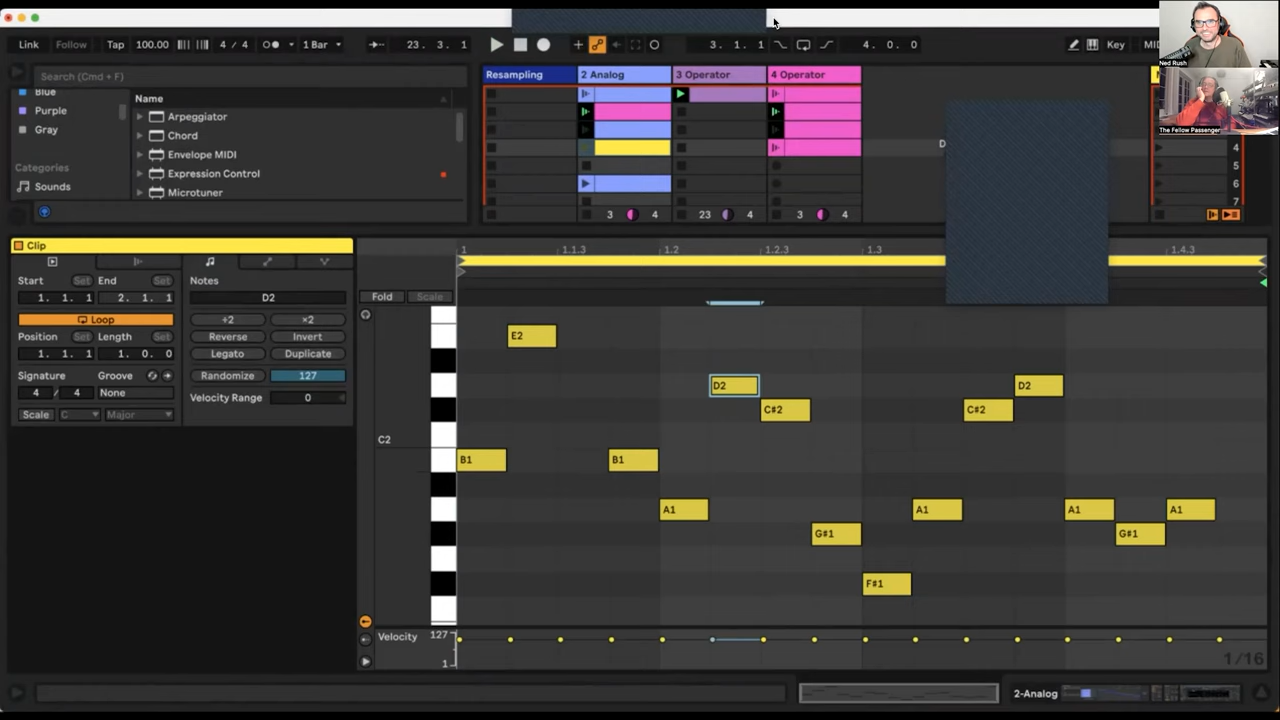 Link Follow Tap 100.00 4 / 4 1 Bar 23. 3. 1 3. 1. 1 4. 0. 0 Key MID
Ned Rush
The Fellow Passenger
Search (Cmd + F)
Blue
Purple
Gray
Categories
Sounds
Name
Arpeggiator
Chord
Envelope MIDI
Expression Control
Microtuner
Resampling 2 Analog 3 Operator 4 Operator
D
4
5
6
7
3 4 23 4 3 4
Clip
Start Set End Set
1. 1. 1 2. 1. 1
Loop
Position Set Length Set
1. 1. 1 1. 0. 0
Signature Groove
4 / 4 None
Scale C Major
Notes
D2
÷2 ×2
Reverse Invert
Legato Duplicate
Randomize 127
Velocity Range 0
1 1.1.3 1.2 1.2.3 1.3 1.4.3
Fold Scale
E2
D2 D2
C#2 C#2
C2
B1 B1
A1 A1 A1 A1
G#1 G#1
F#1
Velocity 127
1
1/16
2-Analog